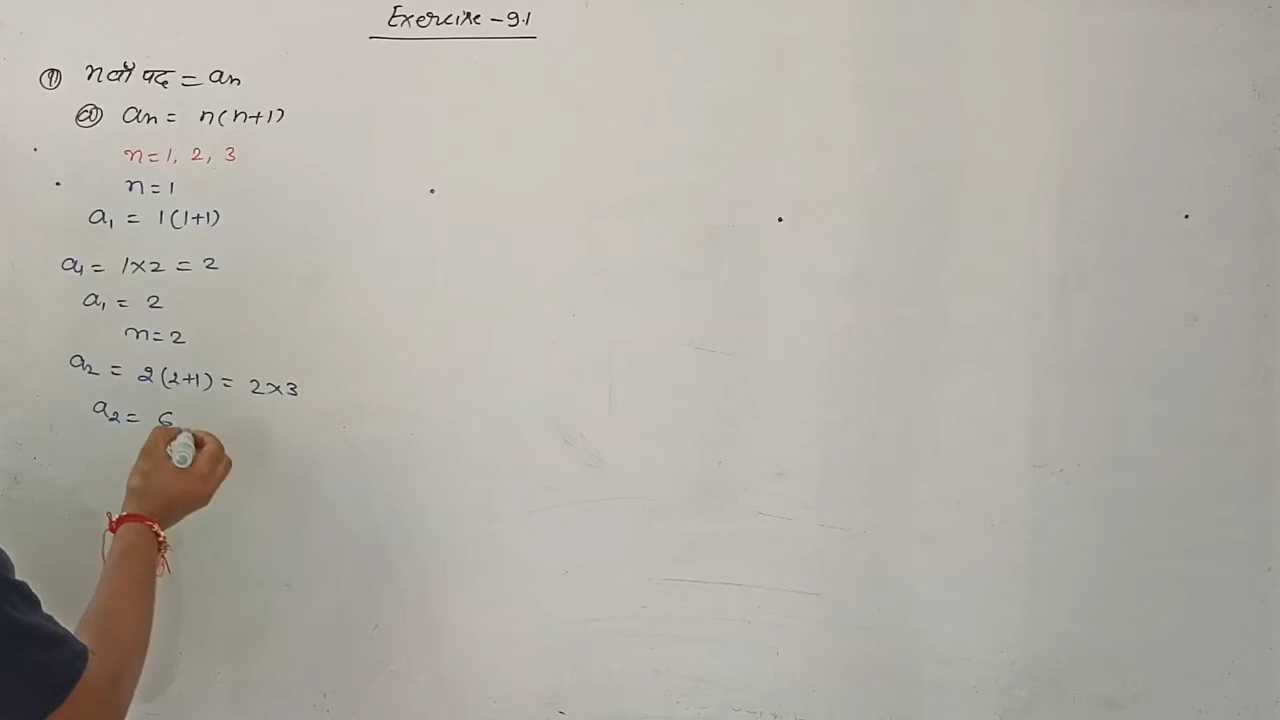 Exercise - 9.1
① nवाँ पद = aₙ
ⓐ aₙ = n(n+1)
n = 1, 2, 3
n = 1
a₁ = 1(1+1)
a₁ = 1×2 = 2
a₁ = 2
n = 2
a₂ = 2(2+1) = 2×3
a₂ = 6